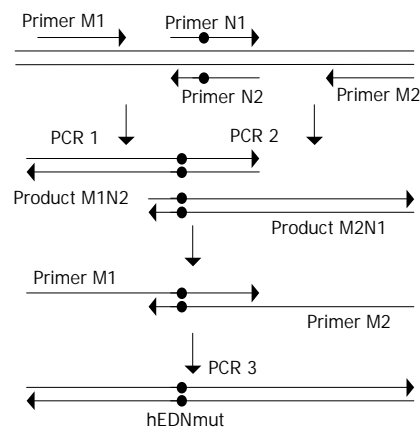 Primer M1 Primer N1
Primer N2 Primer M2
PCR 1 PCR 2
Product M1N2
Product M2N1
Primer M1
Primer M2
PCR 3
hEDNmut